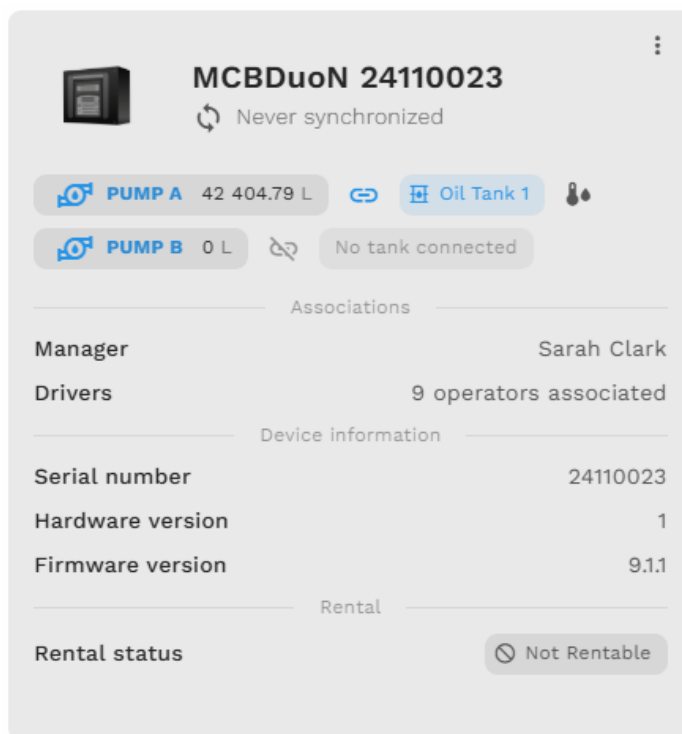 MCBDuoN 24110023
Never synchronized
PUMP A 42 404.79 L Oil Tank 1
PUMP B 0 L No tank connected
Associations
Manager Sarah Clark
Drivers 9 operators associated
Device information
Serial number 24110023
Hardware version 1
Firmware version 9.1.1
Rental
Rental status Not Rentable